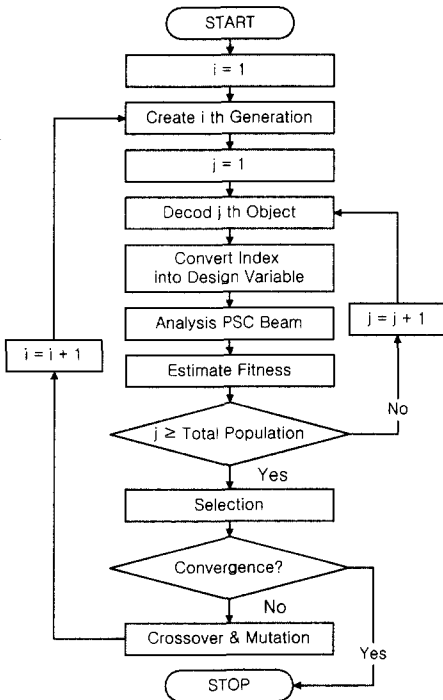 START
i = 1
Create i th Generation
j = 1
Decod j th Object
Convert Index
into Design Variable
Analysis PSC Beam
j = j + 1
i = i + 1
Estimate Fitness
No
j ≥ Total Population
Yes
Selection
Convergence?
No
Crossover & Mutation
Yes
STOP